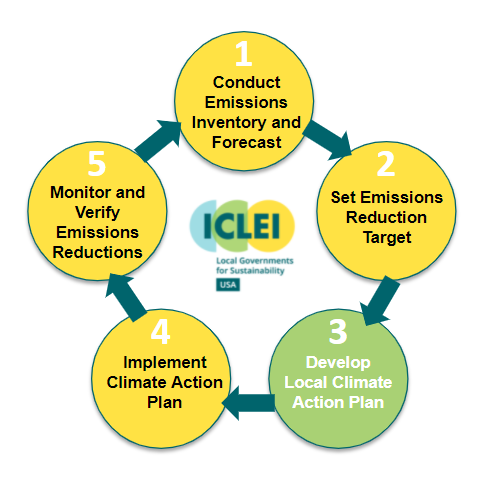 1
Conduct
Emissions
Inventory and
Forecast
2
Set Emissions
Reduction
Target
3
Develop
Local Climate
Action Plan
4
Implement
Climate Action
Plan
5
Monitor and
Verify
Emissions
Reductions
ICLEI
Local Governments
for Sustainability
USA